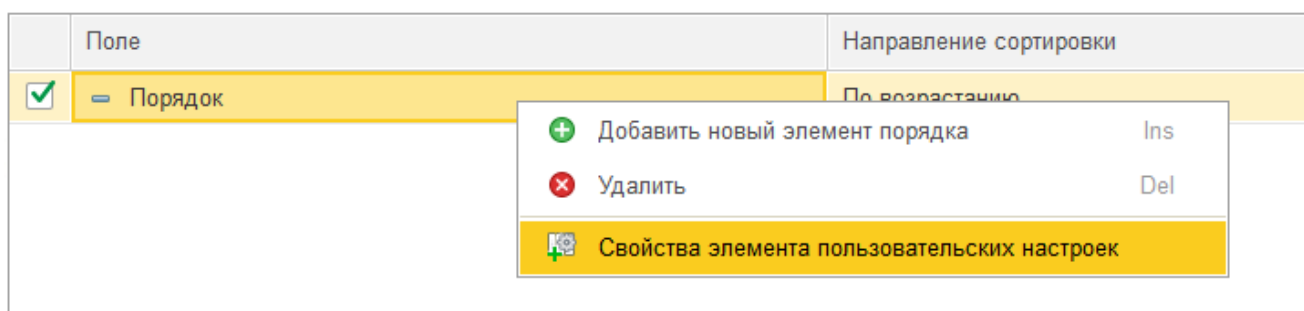 Поле Направление сортировки
Порядок По возрастанию
Добавить новый элемент порядка Ins
Удалить Del
Свойства элемента пользовательских настроек